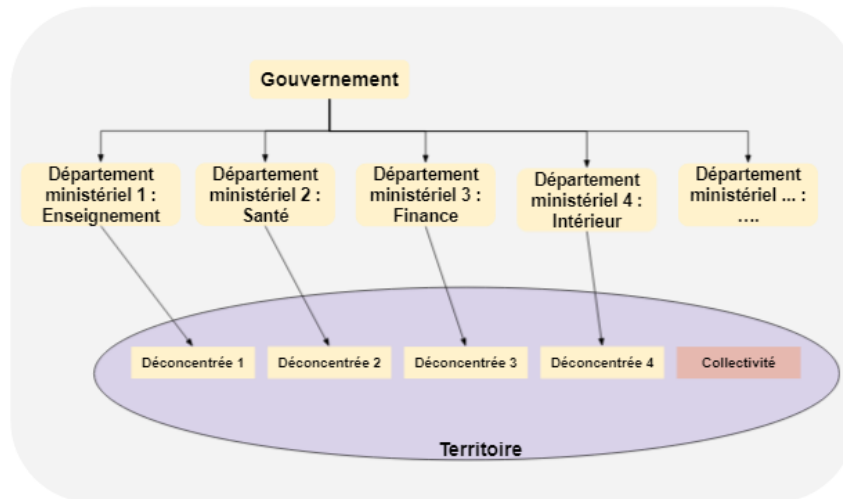 Gouvernement
Département
ministériel 1 :
Enseignement
Département
ministériel 2 :
Santé
Département
ministériel 3 :
Finance
Département
ministériel 4 :
Intérieur
Département
ministériel ... :
....
Déconcentrée 1
Déconcentrée 2
Déconcentrée 3
Déconcentrée 4
Collectivité
Territoire